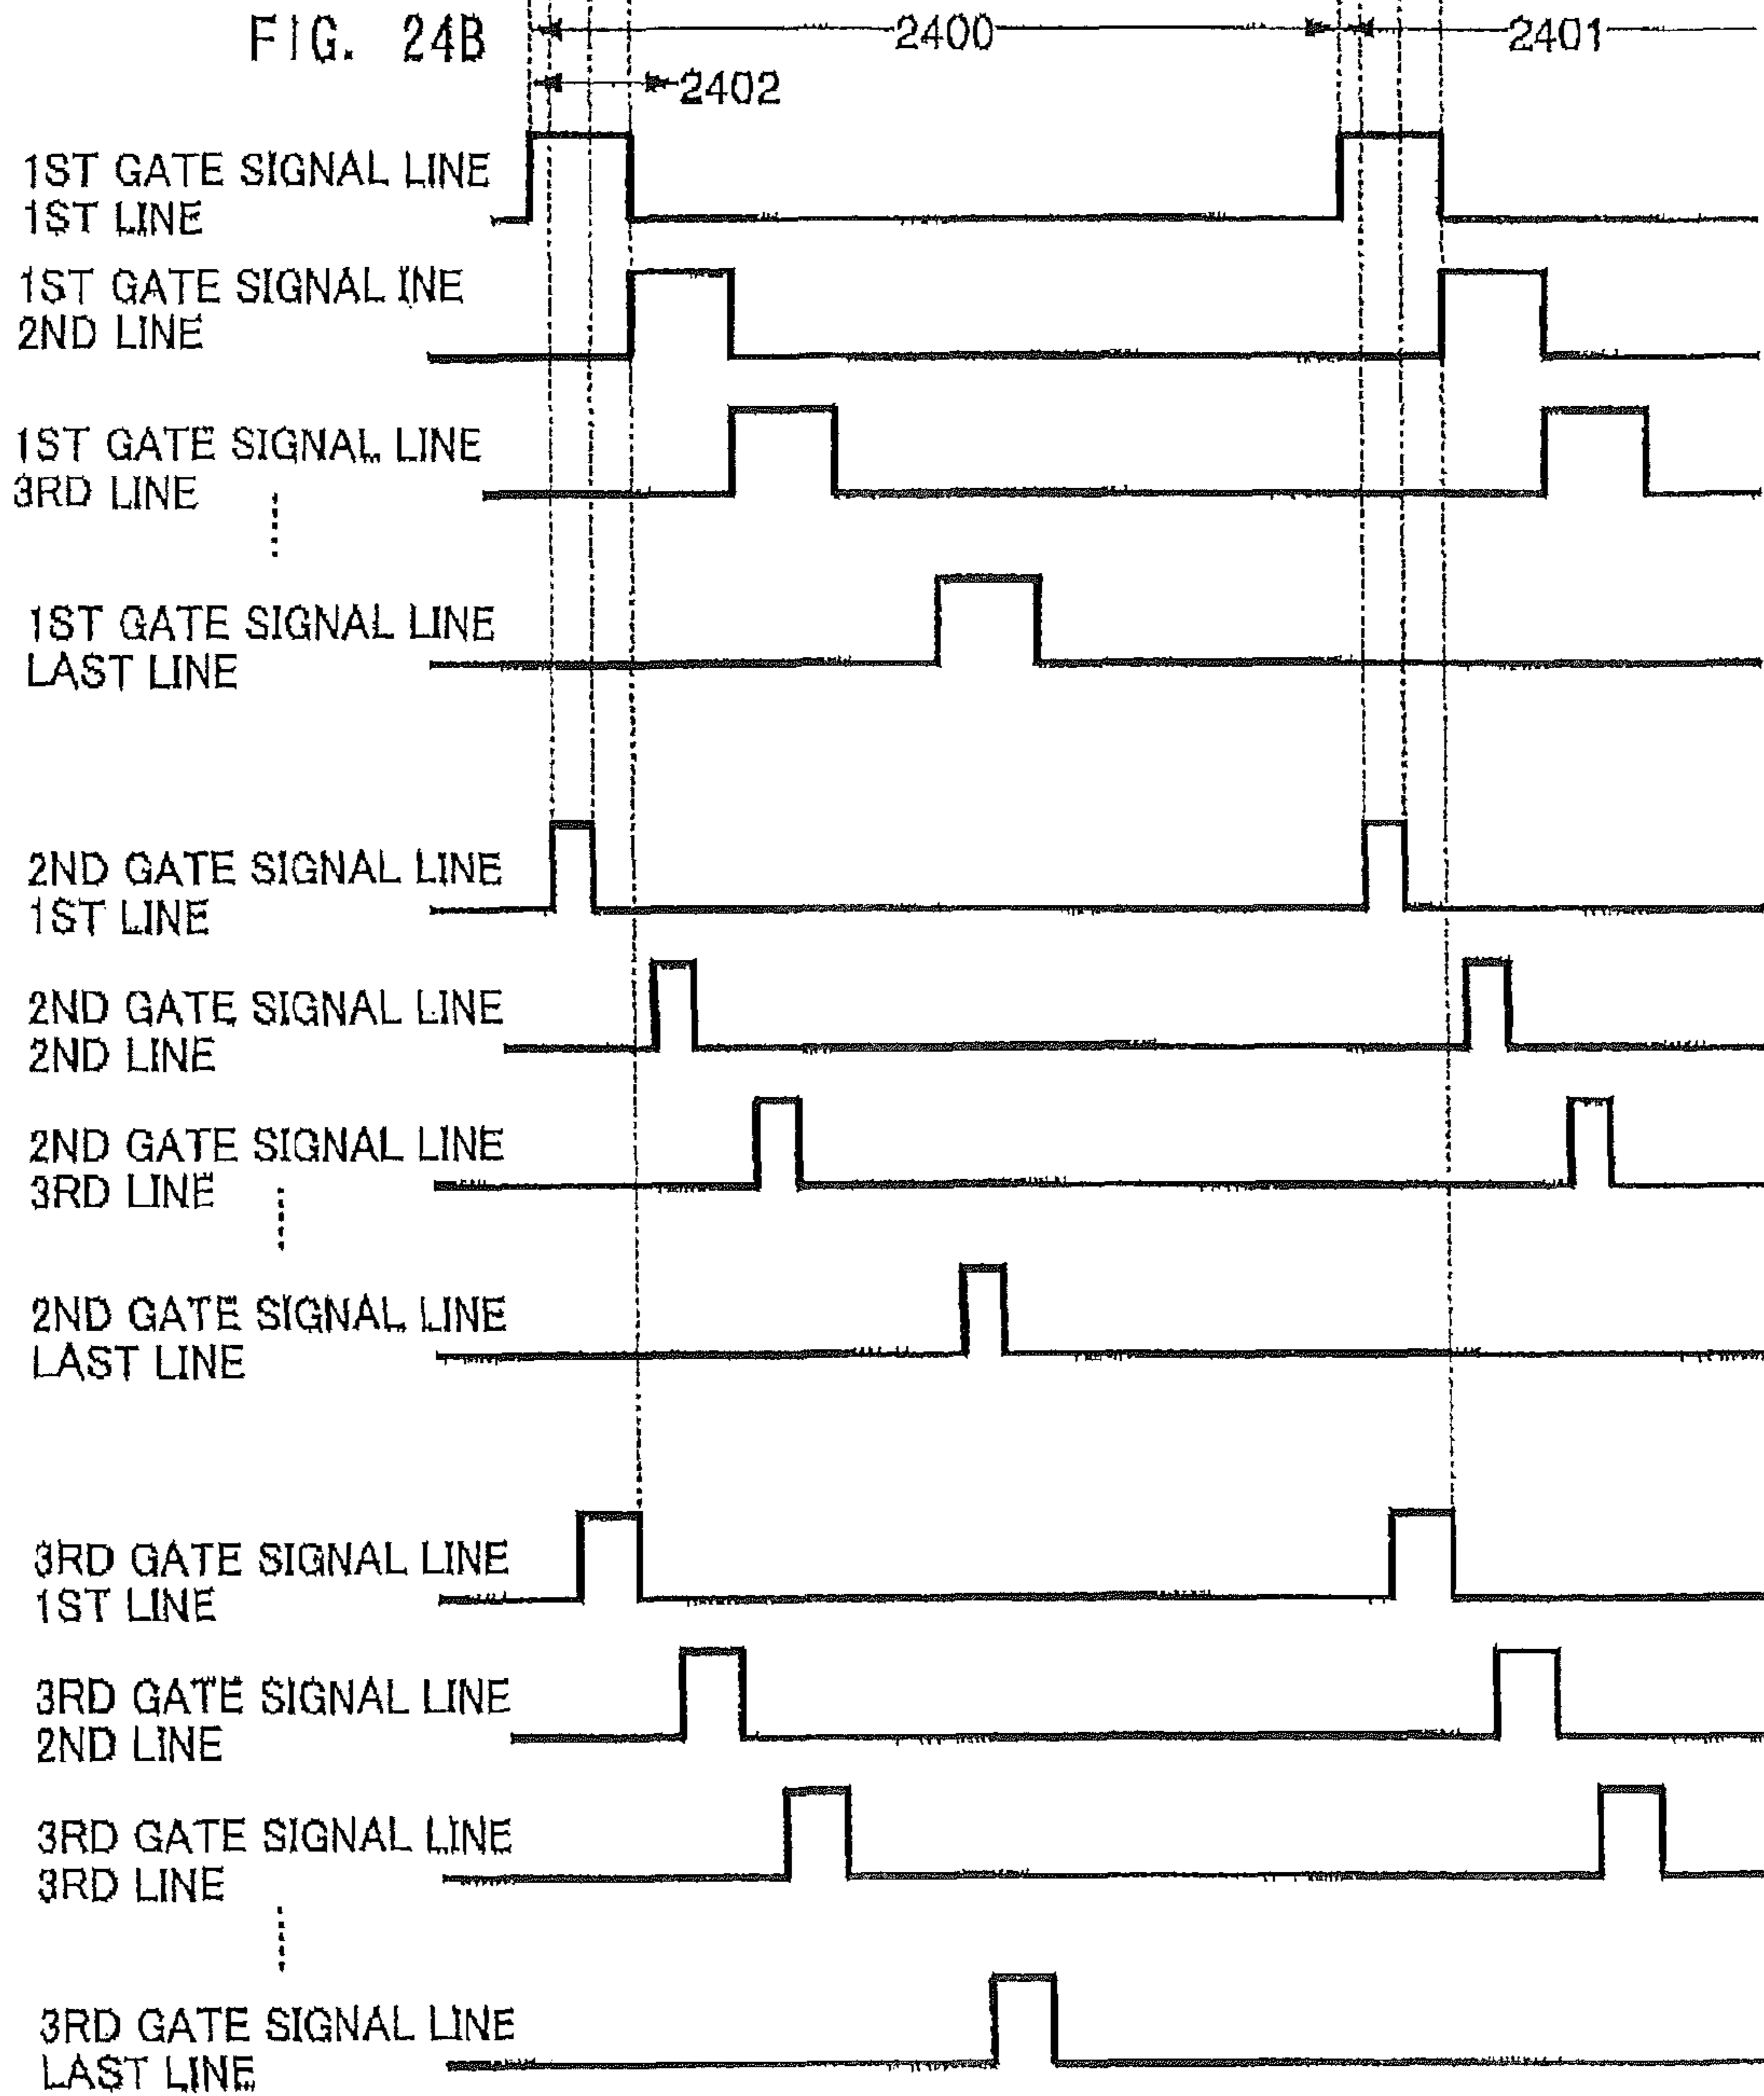 FIG. 24B
2400
2401
2402
1ST GATE SIGNAL LINE
1ST LINE
1ST GATE SIGNAL INE
2ND LINE
1ST GATE SIGNAL LINE
3RD LINE
1ST GATE SIGNAL LINE
LAST LINE
2ND GATE SIGNAL LINE
1ST LINE
2ND GATE SIGNAL LINE
2ND LINE
2ND GATE SIGNAL LINE
3RD LINE
2ND GATE SIGNAL LINE
LAST LINE
3RD GATE SIGNAL LINE
1ST LINE
3RD GATE SIGNAL LINE
2ND LINE
3RD GATE SIGNAL LINE
3RD LINE
3RD GATE SIGNAL LINE
LAST LINE